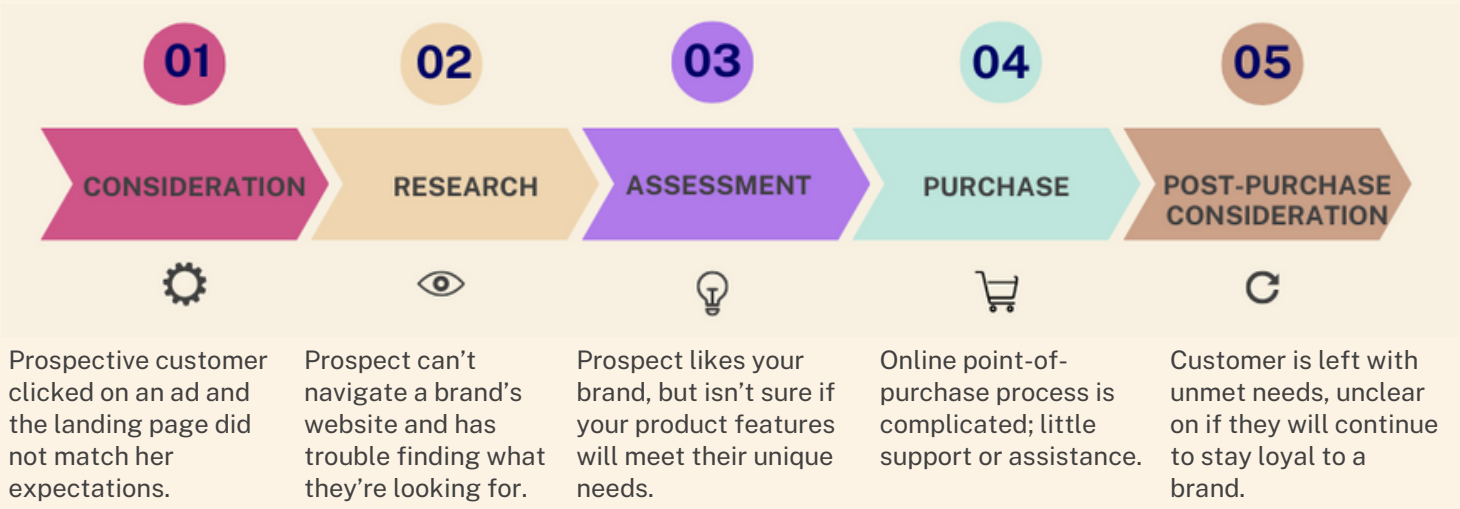 01
02
03
04
05
CONSIDERATION
RESEARCH
ASSESSMENT
PURCHASE
POST-PURCHASE
CONSIDERATION
Prospective customer
clicked on an ad and
the landing page did
not match her
expectations.
Prospect can’t
navigate a brand’s
website and has
trouble finding what
they’re looking for.
Prospect likes your
brand, but isn’t sure if
your product features
will meet their unique
needs.
Online point-of-
purchase process is
complicated; little
support or assistance.
Customer is left with
unmet needs, unclear
on if they will continue
to stay loyal to a
brand.